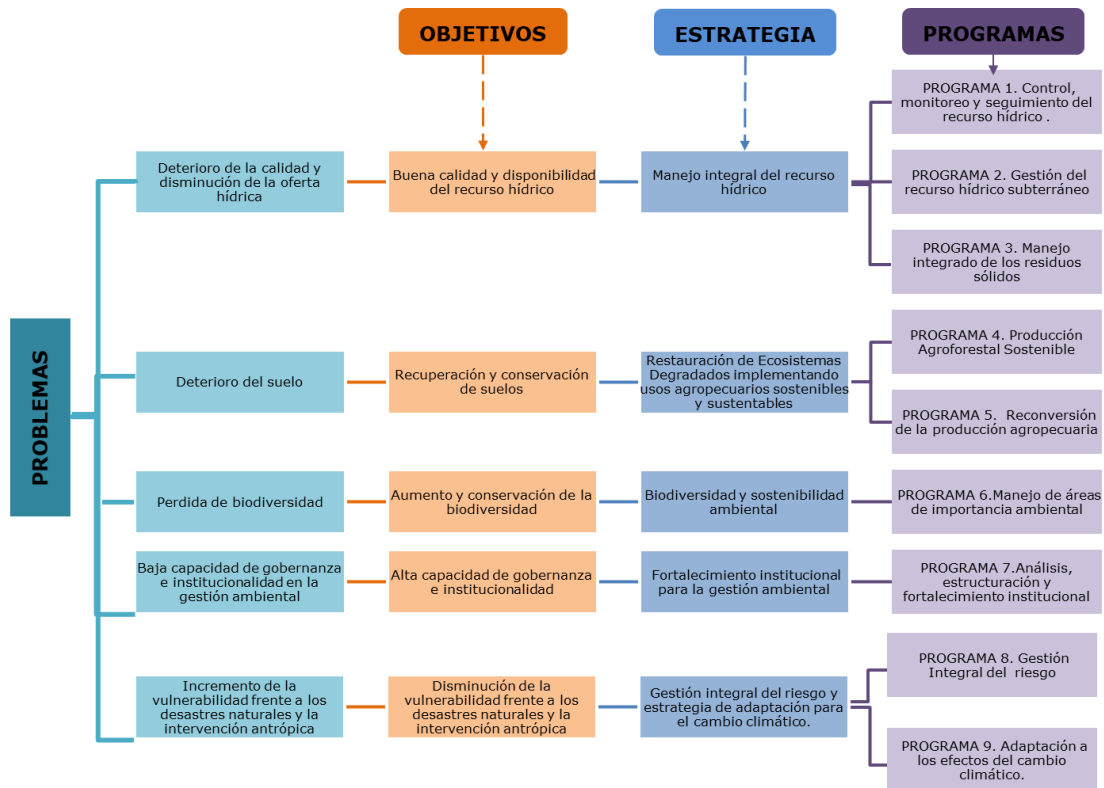 OBJETIVOS
ESTRATEGIA
PROGRAMAS
PROBLEMAS
Deterioro de la calidad y
disminución de la oferta
hídrica
Buena calidad y disponibilidad
del recurso hídrico
Manejo integral del recurso
hídrico
PROGRAMA 1. Control,
monitoreo y seguimiento del
recurso hídrico .
PROGRAMA 2. Gestión del
recurso hídrico subterráneo
PROGRAMA 3. Manejo
integrado de los residuos
sólidos
Deterioro del suelo
Recuperación y conservación
de suelos
Restauración de Ecosistemas
Degradados implementando
usos agropecuarios sostenibles
y sustentables
PROGRAMA 4. Producción
Agroforestal Sostenible
PROGRAMA 5. Reconversión
de la producción agropecuaria
Perdida de biodiversidad
Aumento y conservación de la
biodiversidad
Biodiversidad y sostenibilidad
ambiental
PROGRAMA 6.Manejo de áreas
de importancia ambiental
Baja capacidad de gobernanza
e institucionalidad en la
gestión ambiental
Alta capacidad de gobernanza
e institucionalidad
Fortalecimiento institucional
para la gestión ambiental
PROGRAMA 7.Análisis,
estructuración y
fortalecimiento institucional
Incremento de la
vulnerabilidad frente a los
desastres naturales y la
intervención antrópica
Disminución de la
vulnerabilidad frente a los
desastres naturales y la
intervención antrópica
Gestión integral del riesgo y
estrategia de adaptación para
el cambio climático.
PROGRAMA 8. Gestión
Integral del riesgo
PROGRAMA 9. Adaptación a
los efectos del cambio
climático.